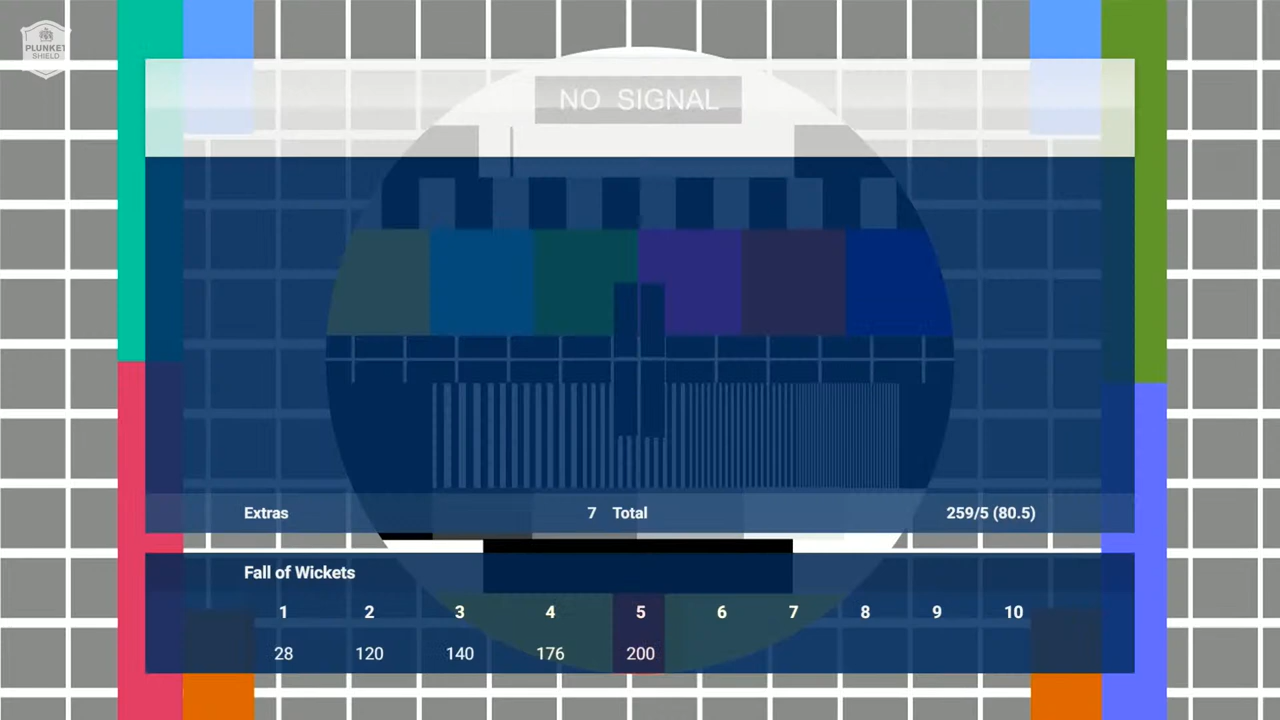 PLUNKET
SHIELD
NO SIGNAL
Extras 7 Total 259/5 (80.5)
Fall of Wickets
1 2 3 4 5 6 7 8 9 10
28 120 140 176 200